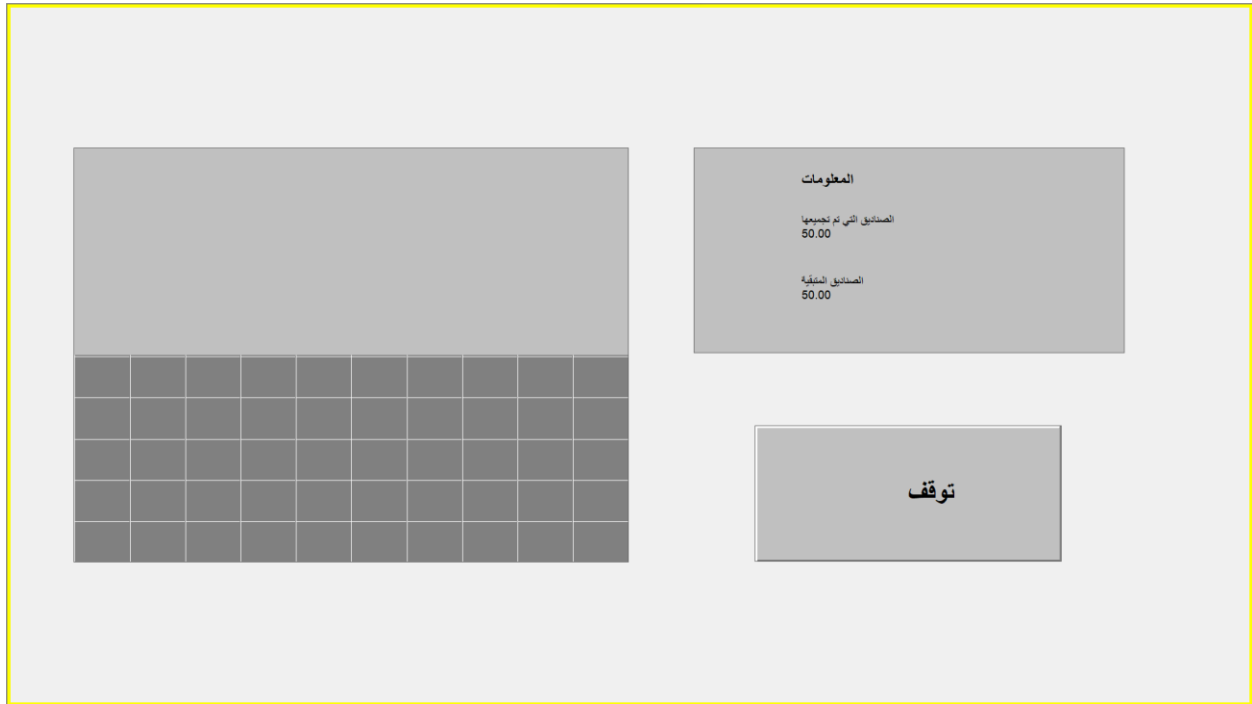 المعلومات
الصناديق التي تم تجميعها
50.00
الصناديق المتبقية
50.00
توقف